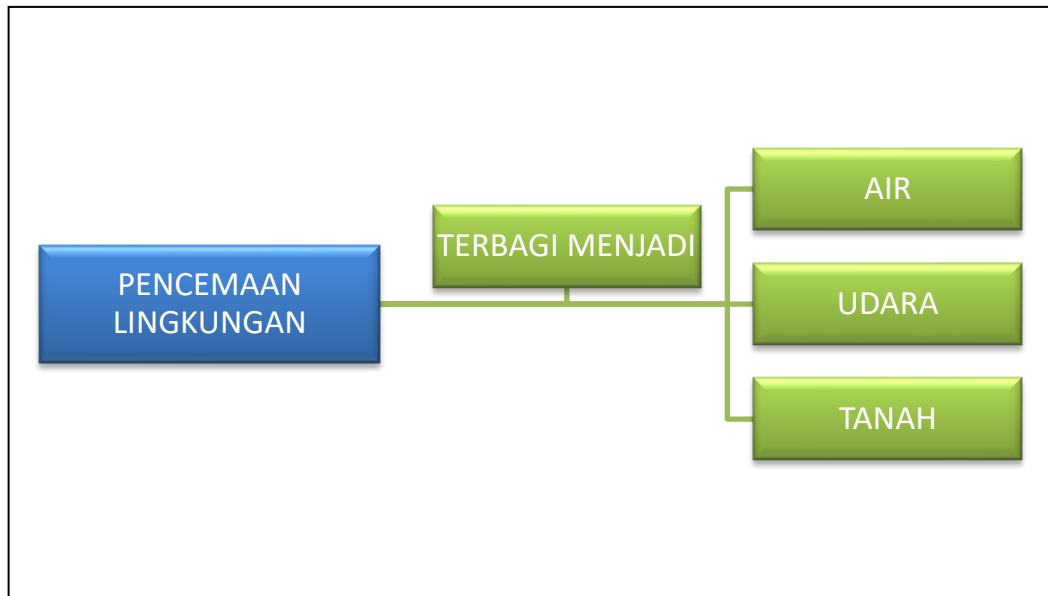 PENCEMAAN
LINGKUNGAN
TERBAGI MENJADI
AIR
UDARA
TANAH